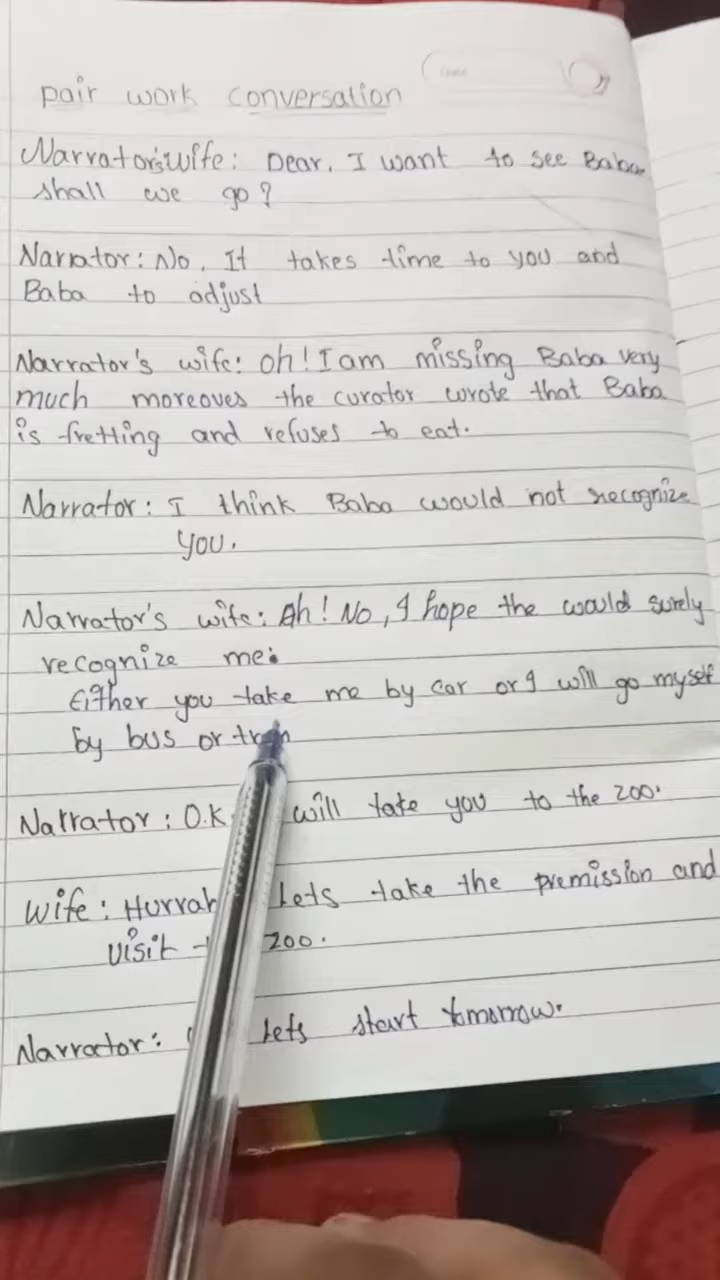 pair work conversation
Narrator's wife: Dear, I want to see Baba
shall we go?
Narrator: No, It takes time to you and
Baba to adjust
Narrator's wife: Oh! I am missing Baba very
much moreoves the curator wrote that Baba
is fretting and refuses to eat.
Narrator: I think Baba would not recognize
you.
Narrator's wife: Ah! No, I hope the would surely
recognize me.
Either you take me by car or I will go myself
by bus or
Narrator: O.K will take you to the zoo.
Wife: Hurrah lets take the premission and
visit zoo.
Narrator: lets start tomorrow.